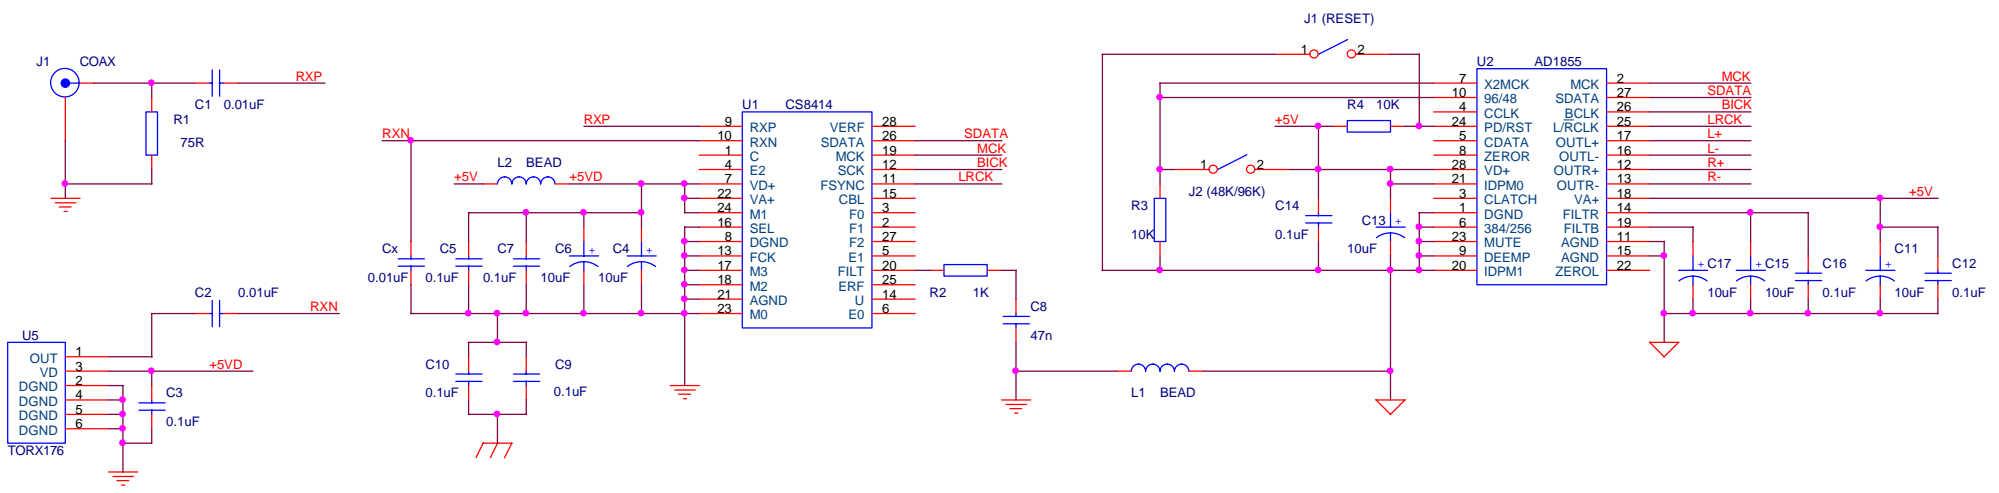 J1 COAX
RXP
C1 0.01uF
R1
75R
C2 0.01uF
RXN
U5
OUT 1
VD 3
DGND 2
DGND 4
DGND 5
DGND 6
TORX176
+5VD
C3
0.1uF
RXN
RXP
L2 BEAD
+5V
+5VD
Cx
0.01uF
C5
0.1uF
C7
0.1uF
C6
+
10uF
C4
+
10uF
C10
0.1uF
C9
0.1uF
U1 CS8414
9 RXP VERF 28
10 RXN SDATA 26 SDATA
1 C MCK 19 MCK
4 E2 SCK 12 BICK
7 VD+ FSYNC 11 LRCK
22 VA+ CBL 15
24 M1 F0 3
16 SEL F1 2
8 DGND F2 27
13 FCK E1 5
17 M3 FILT 20
18 M2 ERF 25
21 AGND U 14
23 M0 E0 6
R2 1K
C8
47n
L1 BEAD
J1 (RESET)
1 2
R4 10K
+5V
1 2
J2 (48K/96K)
R3
10K
C14
0.1uF
C13
+
10uF
U2 AD1855
7 X2MCK MCK 2 MCK
10 96/48 SDATA 27 SDATA
4 CCLK BCLK 26 BICK
24 PD/RST L/RCLK 25 LRCK
5 CDATA OUTL+ 17 L+
8 ZEROR OUTL- 16 L-
28 VD+ OUTR+ 12 R+
21 IDPM0 OUTR- 13 R-
3 CLATCH VA+ 18 +5V
1 DGND FILTR 14
6 384/256 FILTB 19
23 MUTE AGND 11
9 DEEMP AGND 15
20 IDPM1 ZEROL 22
+
C17
10uF
+
C15
10uF
C16
0.1uF
+
C11
10uF
C12
0.1uF